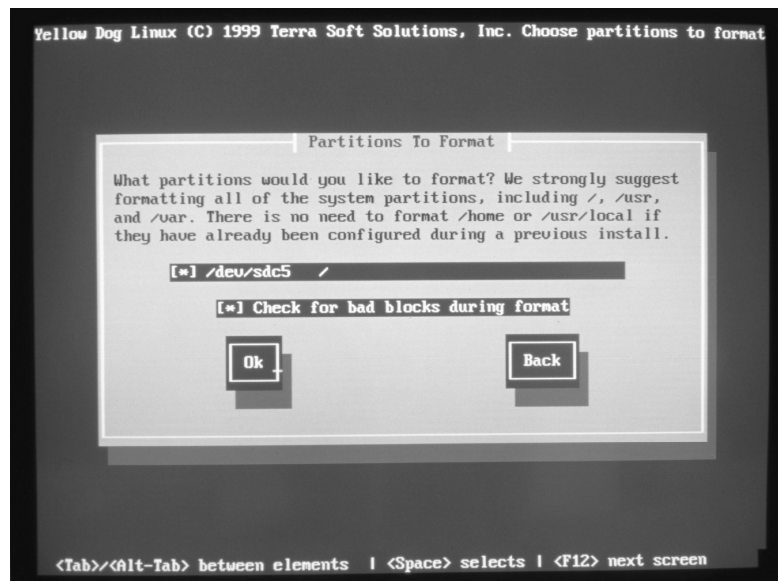 Yellow Dog Linux (C) 1999 Terra Soft Solutions, Inc. Choose partitions to format
Partitions To Format
What partitions would you like to format? We strongly suggest
formatting all of the system partitions, including /, /usr,
and /var. There is no need to format /home or /usr/local if
they have already been configured during a previous install.
[*] /dev/sdc5 /
[*] Check for bad blocks during format
Ok Back
<Tab>/<Alt-Tab> between elements | <Space> selects | <F12> next screen